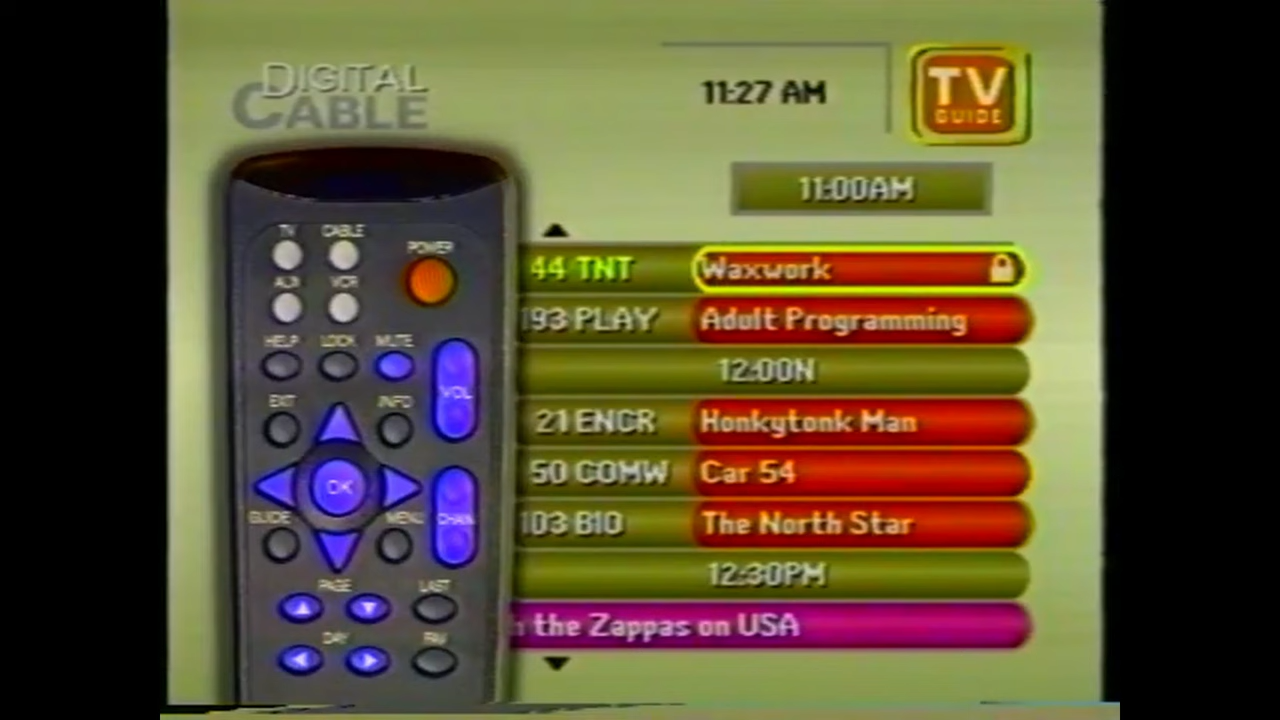 DIGITAL
CABLE
11:27 AM
TV
GUIDE
11:00AM
44 TNT Waxwork
193 PLAY Adult Programming
12:00N
21 ENCR Honkytonk Man
50 COMW Car 54
103 BIO The North Star
12:30PM
the Zappas on USA
TV CABLE
POWER
AUX VCR
HELP LOCK MUTE
VOL
EXIT INFO
OK
GUIDE MENU
CHAN
PAGE LAST
DAY FAV